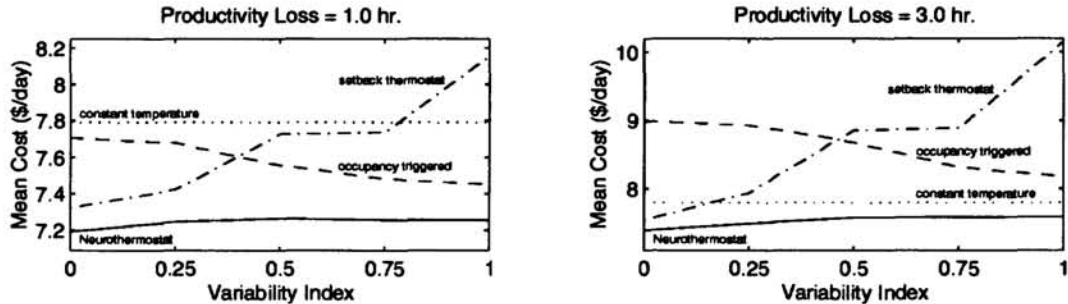 Productivity Loss = 1.0 hr.
8.2
8
7.8
7.6
7.4
7.2
Mean Cost ($/day)
setback thermostat
constant temperature
occupancy triggered
Neurothermostat
0
0.25
0.5
0.75
1
Variability Index
Productivity Loss = 3.0 hr.
10
9
8
Mean Cost ($/day)
setback thermostat
occupancy triggered
constant temperature
Neurothermostat
0
0.25
0.5
0.75
1
Variability Index